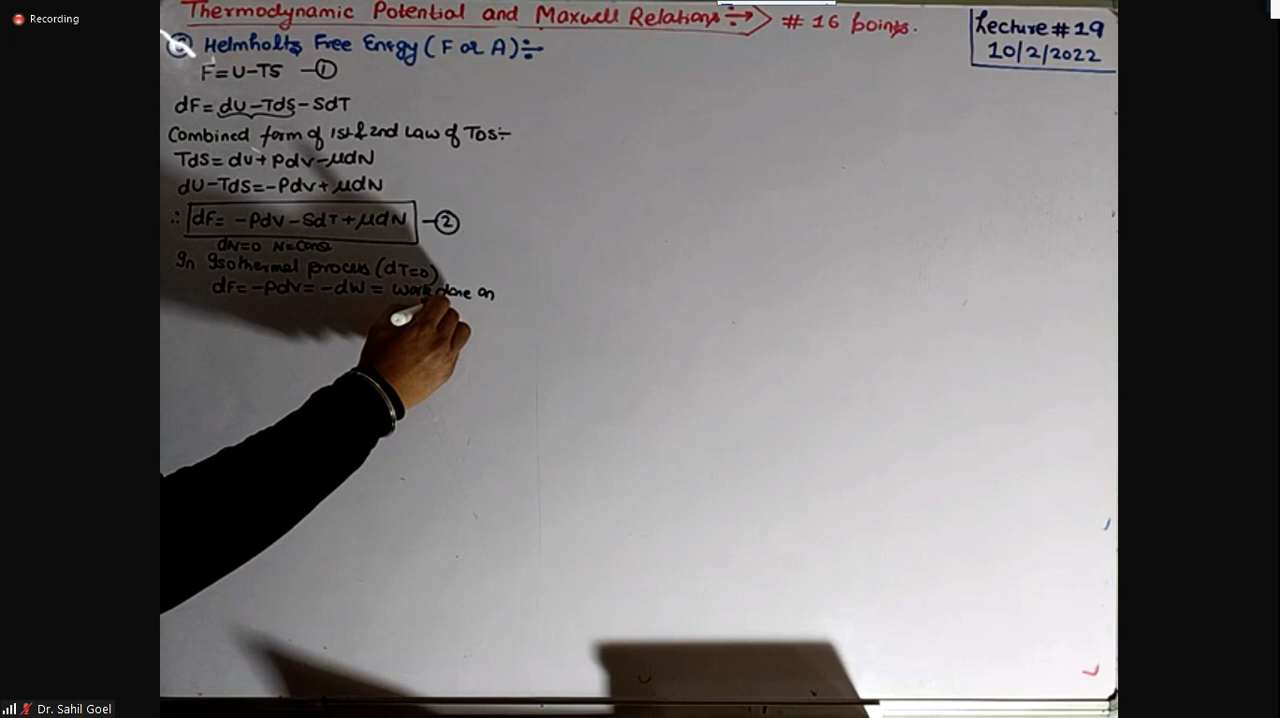 Recording
Thermodynamic Potential and Maxwell Relations ÷→ # 16 points.
Lecture # 19
10/2/2022
Helmholtz Free Energy (F or A) ÷
F = U-TS —①
dF = dU-TdS-SdT
Combined form of 1st & 2nd Law of TDS ÷
TdS = dU + PdV - μdN
dU-TdS = -PdV + μdN
∴ dF = -PdV - SdT + μdN —②
dN=0 N=Const
In Isothermal process (dT=0)
dF = -PdV = -dW = work done on
Dr. Sahil Goel